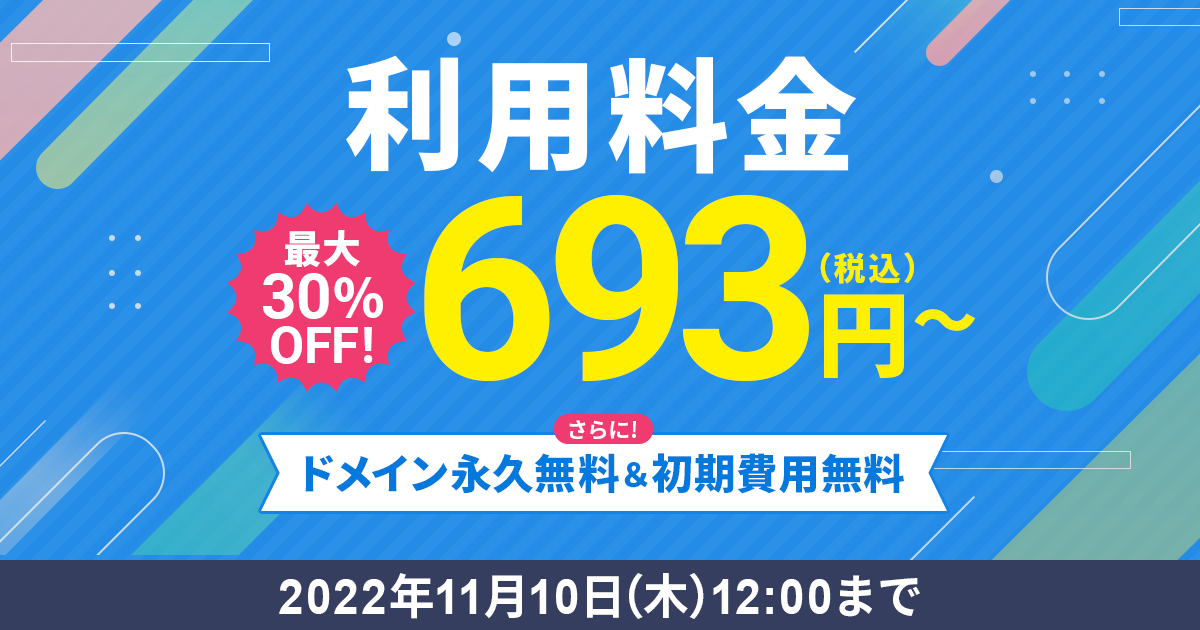 利用料金
最大
30%
OFF!
693
(税込)
円～
さらに!
ドメイン永久無料&初期費用無料
2022年11月10日(木)12:00まで